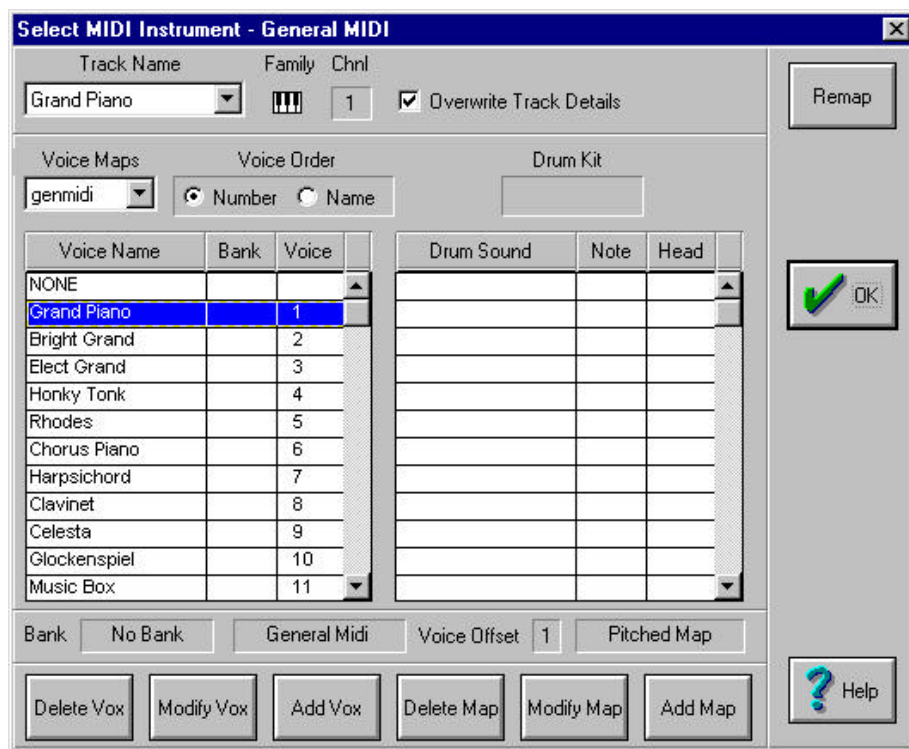 Select MIDI Instrument - General MIDI
Track Name Family Chnl
Grand Piano 1 Overwrite Track Details
Remap
Voice Maps Voice Order Drum Kit
genmidi Number Name
Voice Name Bank Voice Drum Sound Note Head
NONE
Grand Piano 1
Bright Grand 2
Elect Grand 3
Honky Tonk 4
Rhodes 5
Chorus Piano 6
Harpsichord 7
Clavinet 8
Celesta 9
Glockenspiel 10
Music Box 11
OK
Bank No Bank General Midi Voice Offset 1 Pitched Map
Delete Vox Modify Vox Add Vox Delete Map Modify Map Add Map
Help